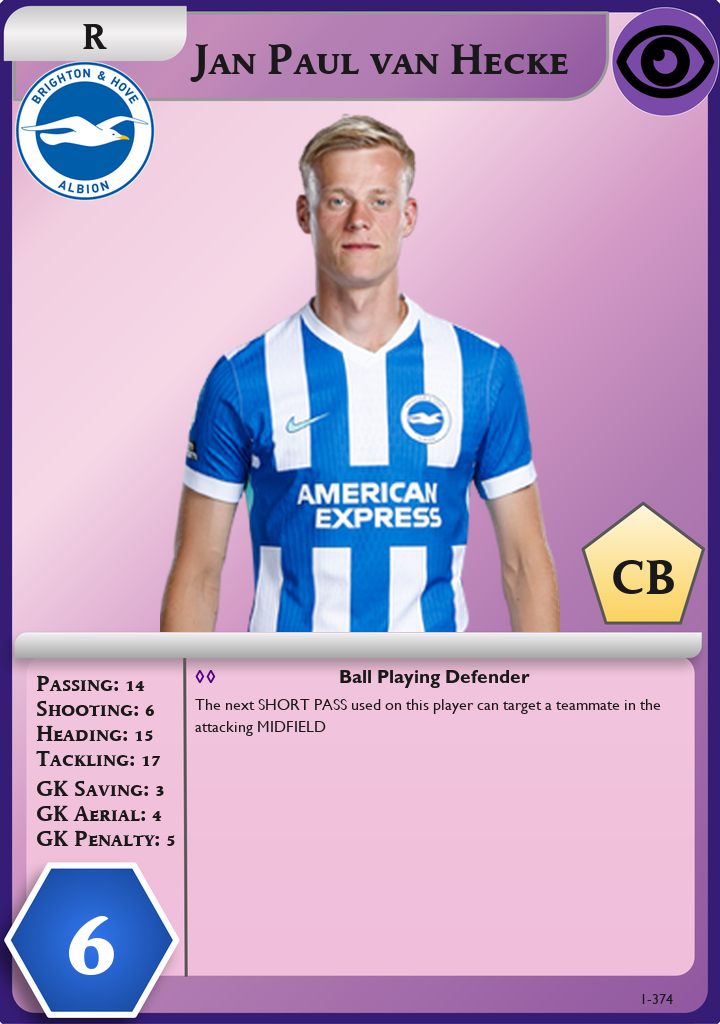 R
Jan Paul van Hecke
BRIGHTON & HOVE
ALBION
AMERICAN
EXPRESS
CB
Passing: 14
Shooting: 6
Heading: 15
Tackling: 17
GK Saving: 3
GK Aerial: 4
GK Penalty: 5
6
◊◊ Ball Playing Defender
The next SHORT PASS used on this player can target a teammate in the
attacking MIDFIELD
1-374